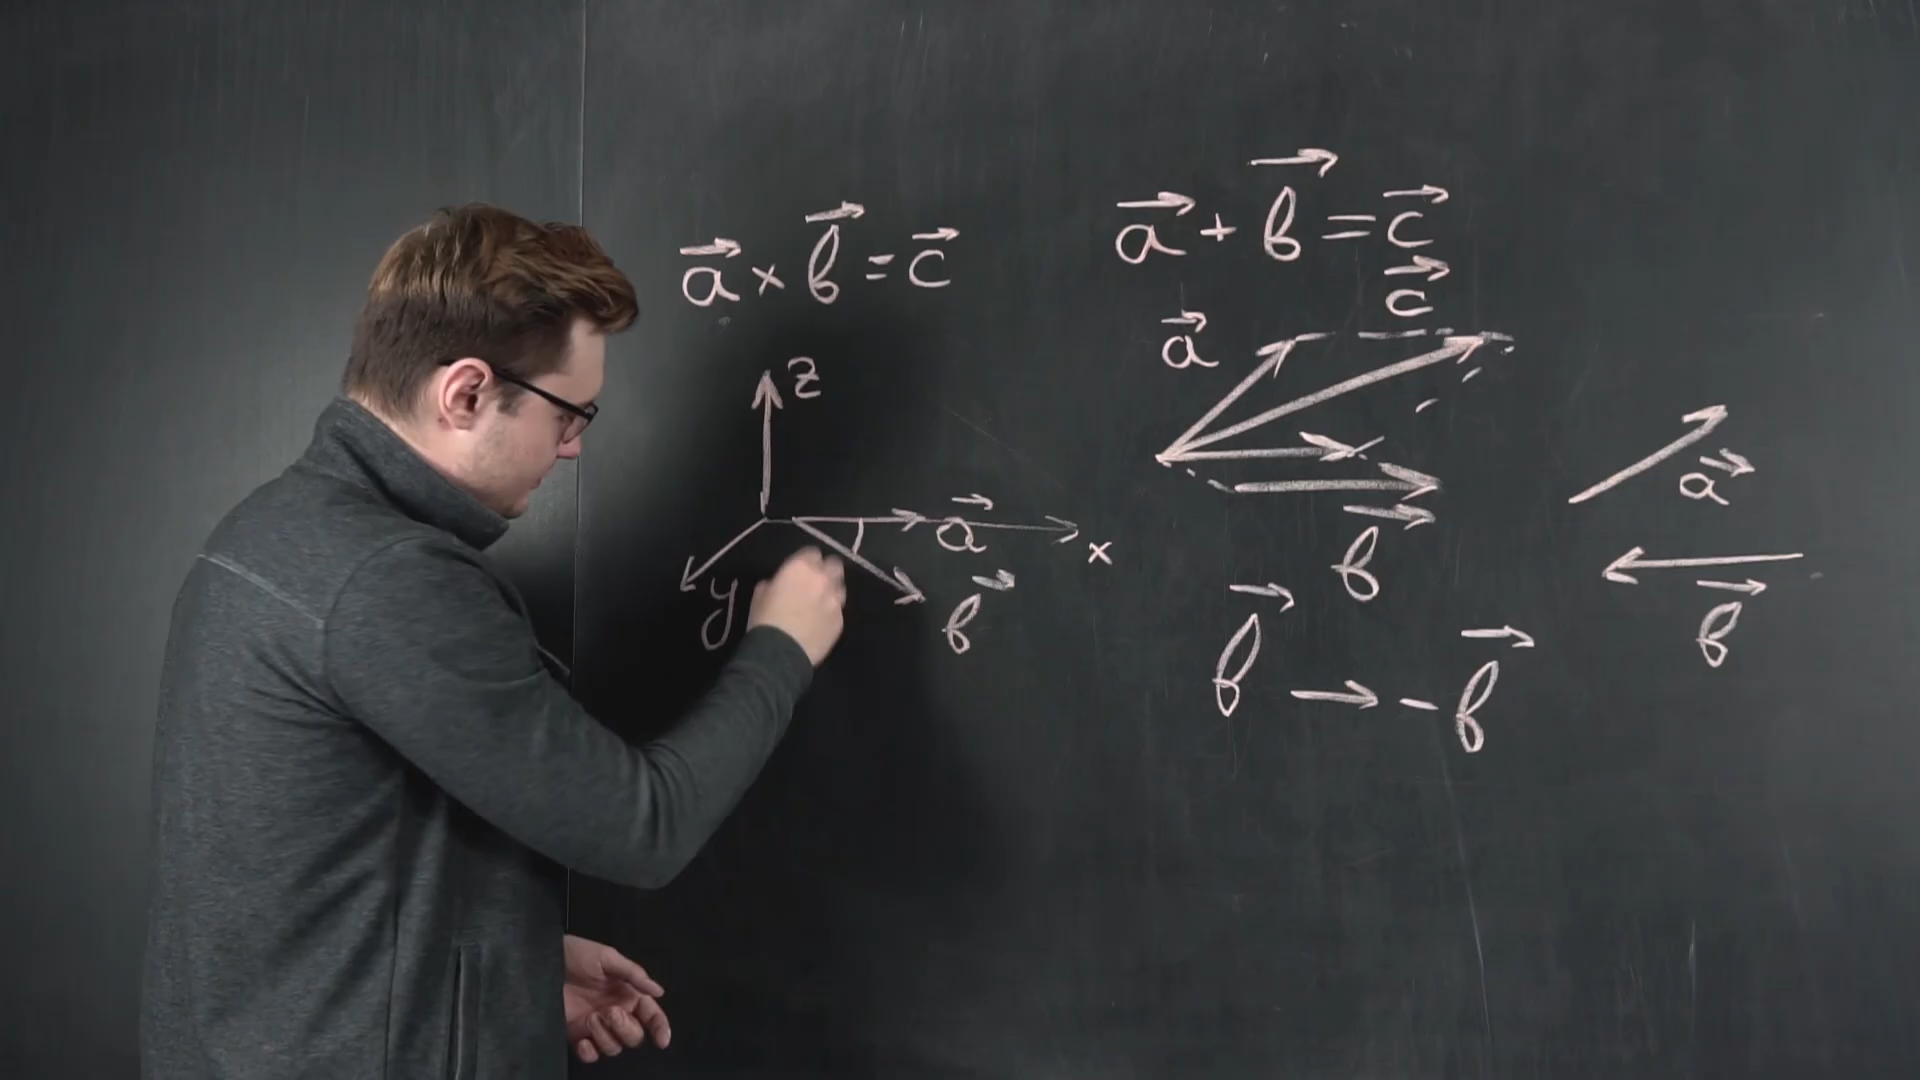 a⃗ × b⃗ = c⃗
z
a⃗
x
y
b⃗
a⃗ + b⃗ = c⃗
c⃗
a⃗
b⃗
a⃗
b⃗
b⃗ → -b⃗